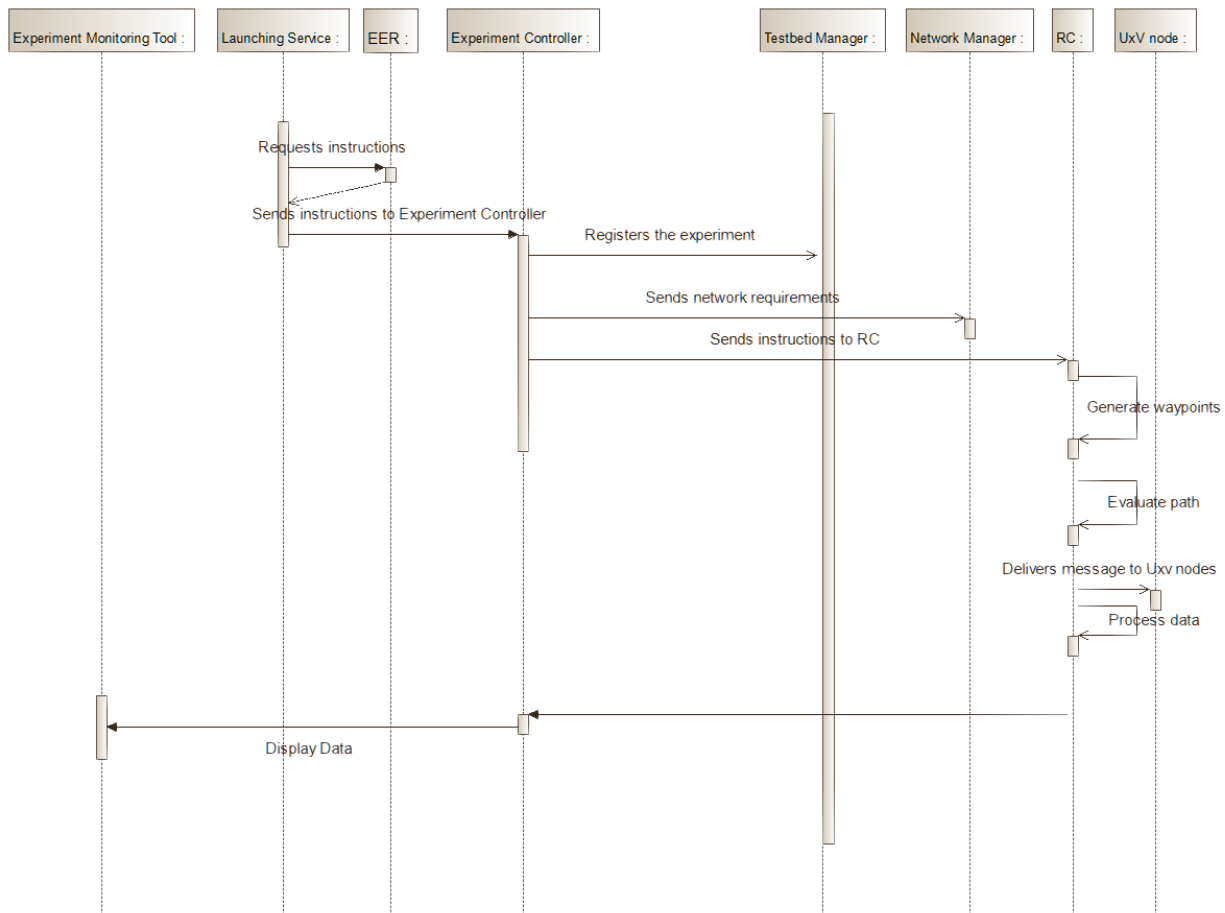 Experiment Monitoring Tool :
Launching Service :
EER :
Experiment Controller :
Testbed Manager :
Network Manager :
RC :
UxV node :
Requests instructions
Sends instructions to Experiment Controller
Registers the experiment
Sends network requirements
Sends instructions to RC
Generate waypoints
Evaluate path
Delivers message to Uxv nodes
Process data
Display Data